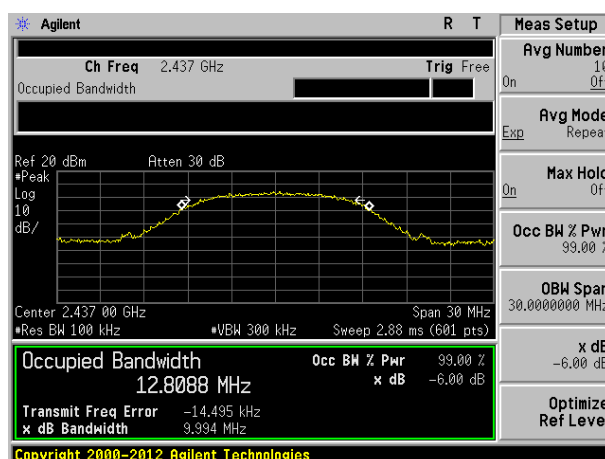 Agilent R T Meas Setup
Ch Freq 2.437 GHz Trig Free
Occupied Bandwidth
Avg Number
10
On Off
Avg Mode
Exp Repeat
Max Hold
On Off
Occ BW % Pwr
99.00 %
OBW Span
30.0000000 MHz
x dB
-6.00 dB
Optimize
Ref Level
Ref 20 dBm Atten 30 dB
#Peak
Log
10
dB/
Center 2.437 00 GHz Span 30 MHz
#Res BW 100 kHz #VBW 300 kHz Sweep 2.88 ms (601 pts)
Occupied Bandwidth Occ BW % Pwr 99.00 %
12.8088 MHz x dB -6.00 dB
Transmit Freq Error -14.495 kHz
x dB Bandwidth 9.994 MHz
Copyright 2000-2012 Agilent Technologies